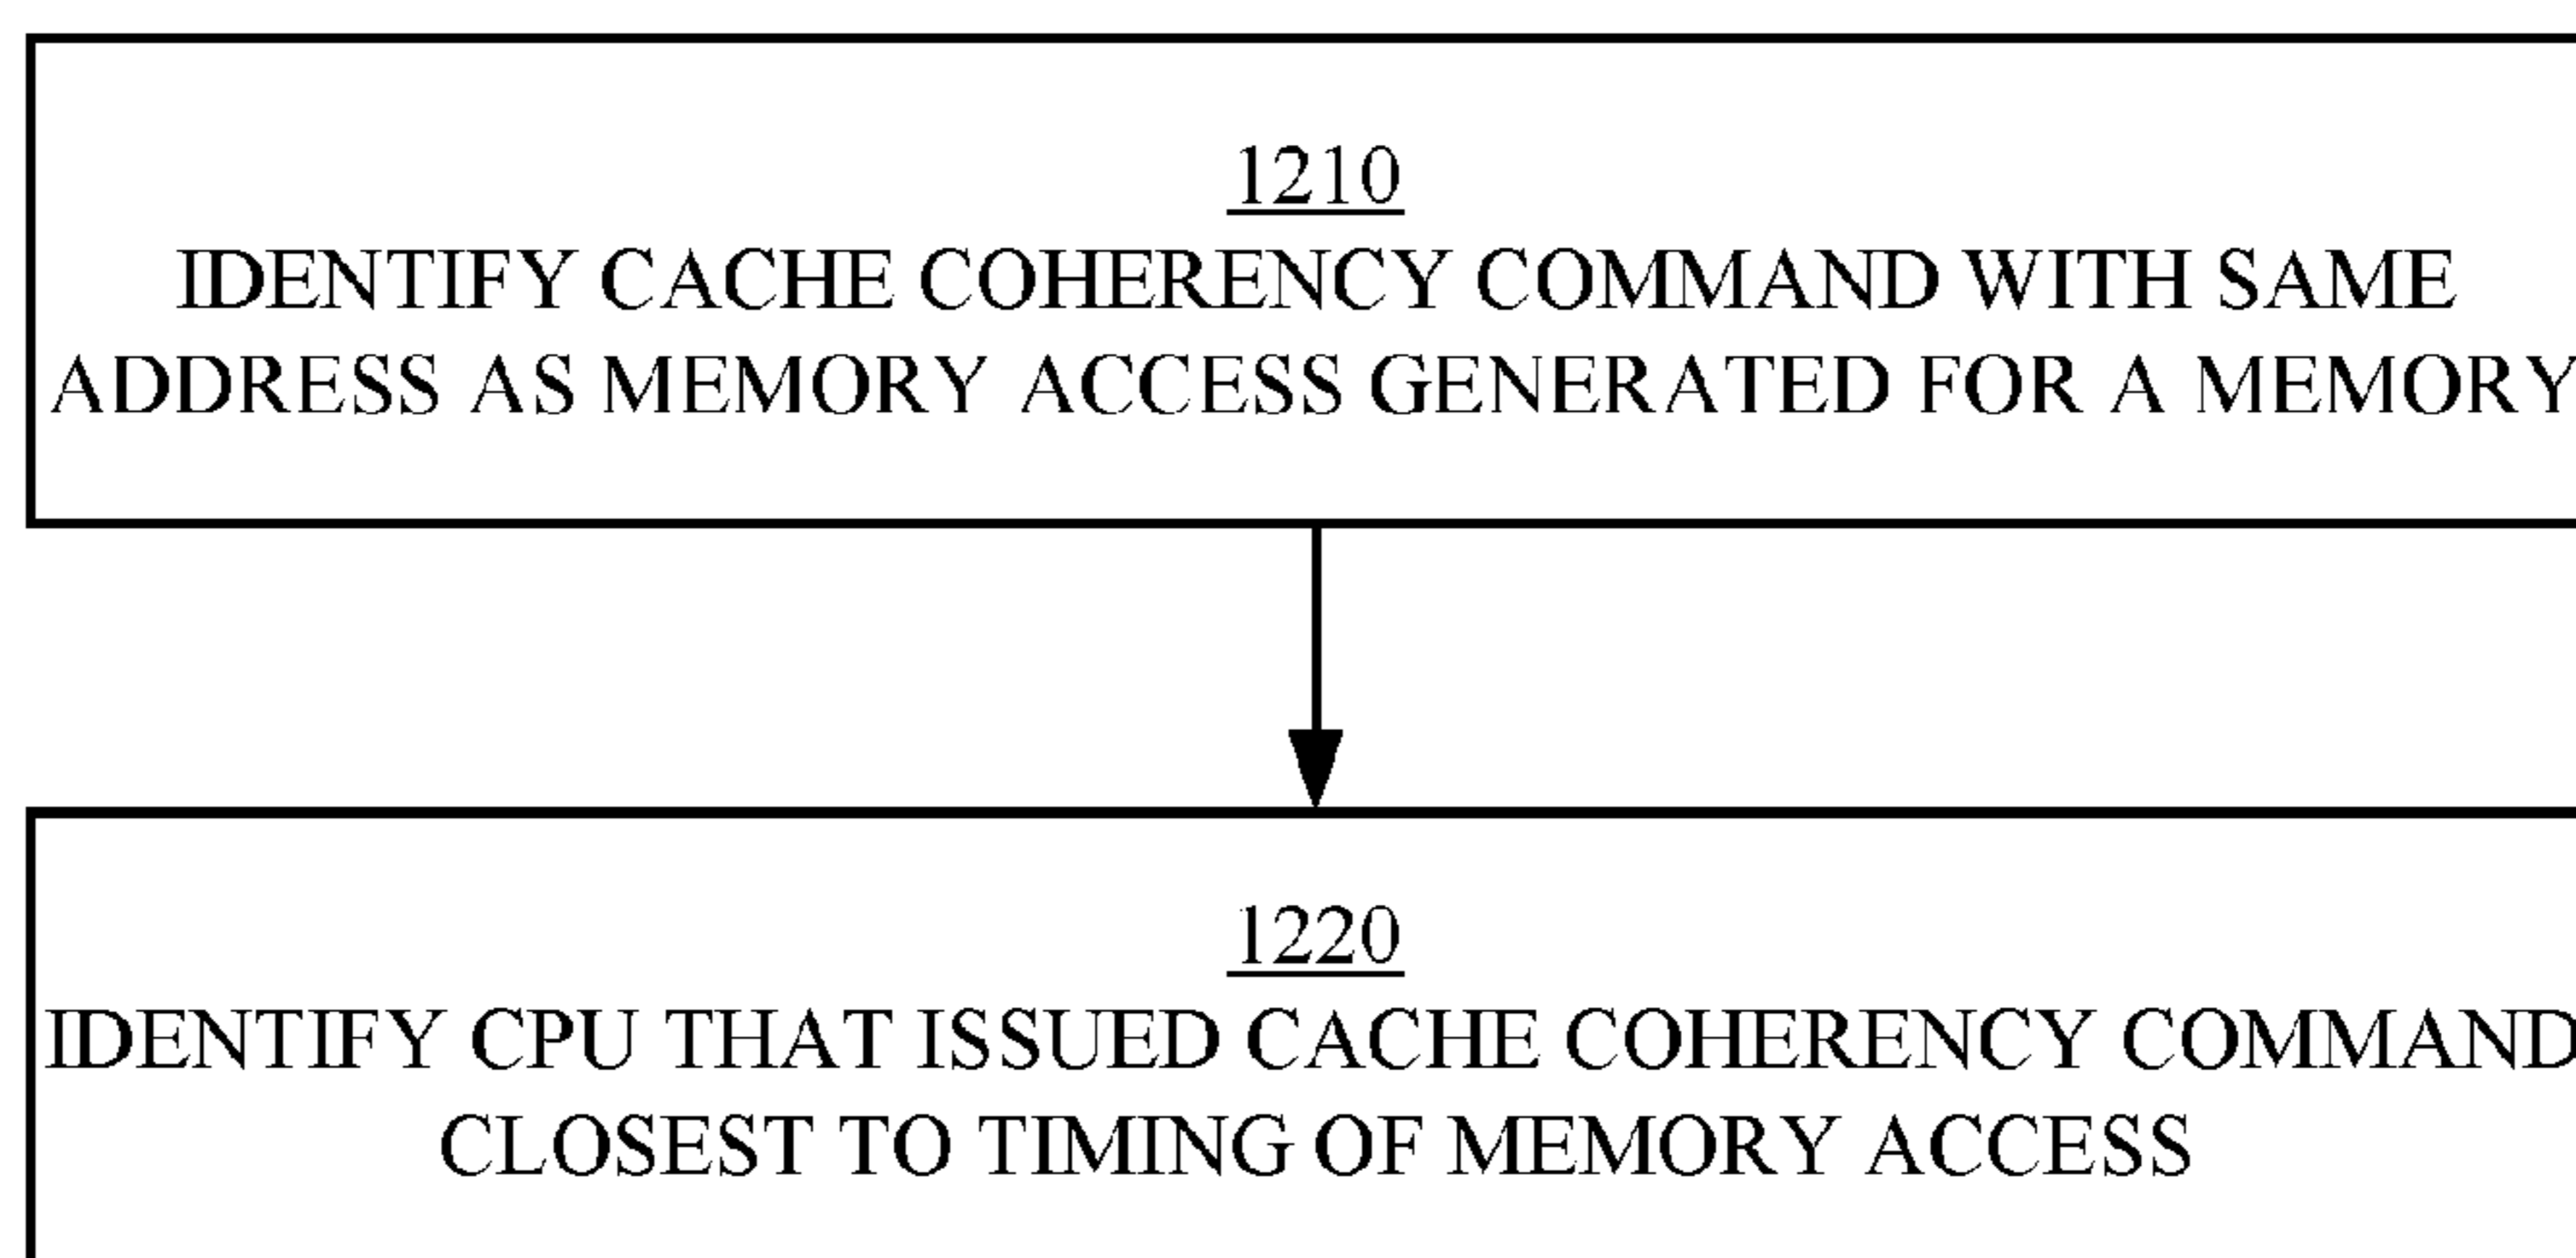 1210
IDENTIFY CACHE COHERENCY COMMAND WITH SAME
ADDRESS AS MEMORY ACCESS GENERATED FOR A MEMORY
1220
IDENTIFY CPU THAT ISSUED CACHE COHERENCY COMMAND
CLOSEST TO TIMING OF MEMORY ACCESS